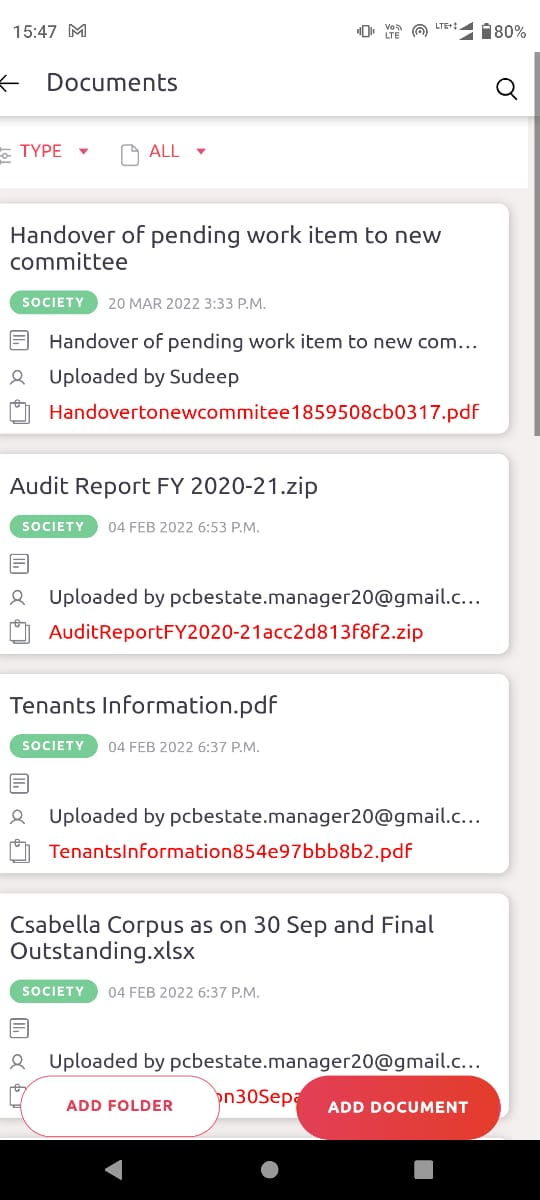 15:47 Vo) LTE LTE+ 80%
Documents
TYPE ALL
Handover of pending work item to new
committee
SOCIETY 20 MAR 2022 3:33 P.M.
Handover of pending work item to new com...
Uploaded by Sudeep
Handovertonewcommitee1859508cb0317.pdf
Audit Report FY 2020-21.zip
SOCIETY 04 FEB 2022 6:53 P.M.
Uploaded by pcbestate.manager20@gmail.c...
AuditReportFY2020-21acc2d813f8f2.zip
Tenants Information.pdf
SOCIETY 04 FEB 2022 6:37 P.M.
Uploaded by pcbestate.manager20@gmail.c...
TenantsInformation854e97bbb8b2.pdf
Csabella Corpus as on 30 Sep and Final
Outstanding.xlsx
SOCIETY 04 FEB 2022 6:37 P.M.
Uploaded by pcbestate.manager20@gmail.c...
on30Sepa
ADD FOLDER ADD DOCUMENT